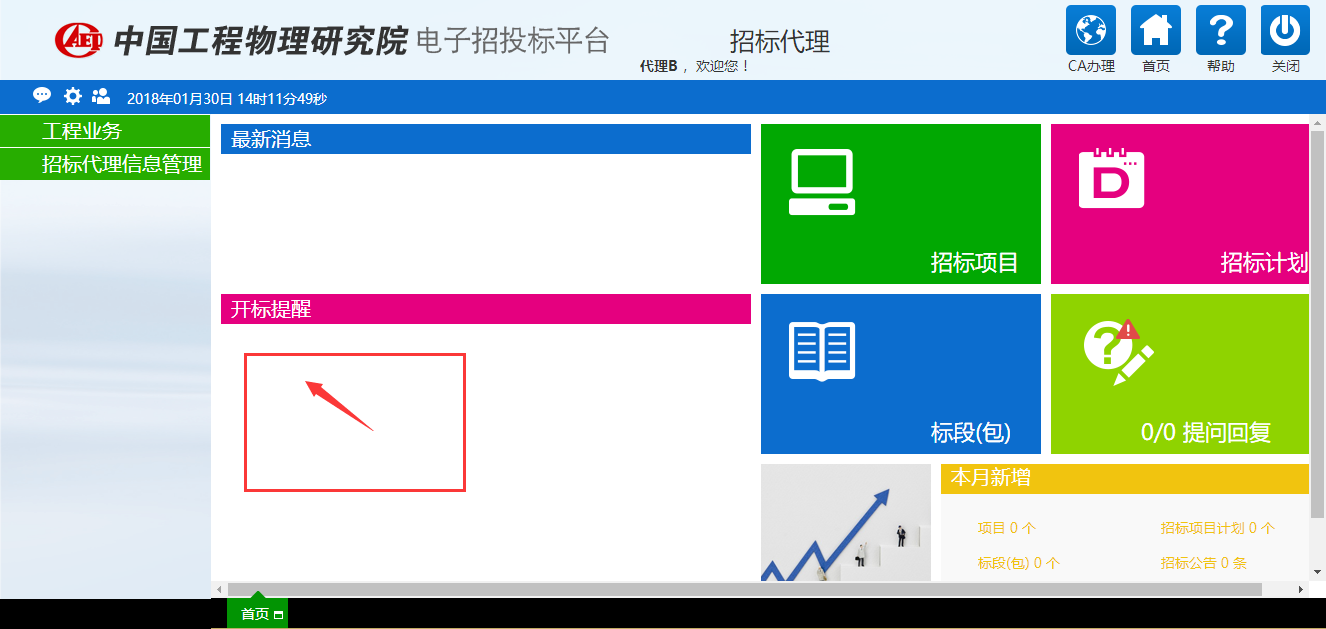 CAEP 中国工程物理研究院 电子招投标平台
招标代理
代理B ，欢迎您！
CA办理 首页 帮助 关闭
2018年01月30日 14时11分49秒
工程业务
招标代理信息管理
最新消息
开标提醒
招标项目
D
招标计划
标段(包)
0/0 提问回复
本月新增
项目 0 个
招标项目计划 0 个
标段(包) 0 个
招标公告 0 条
首页